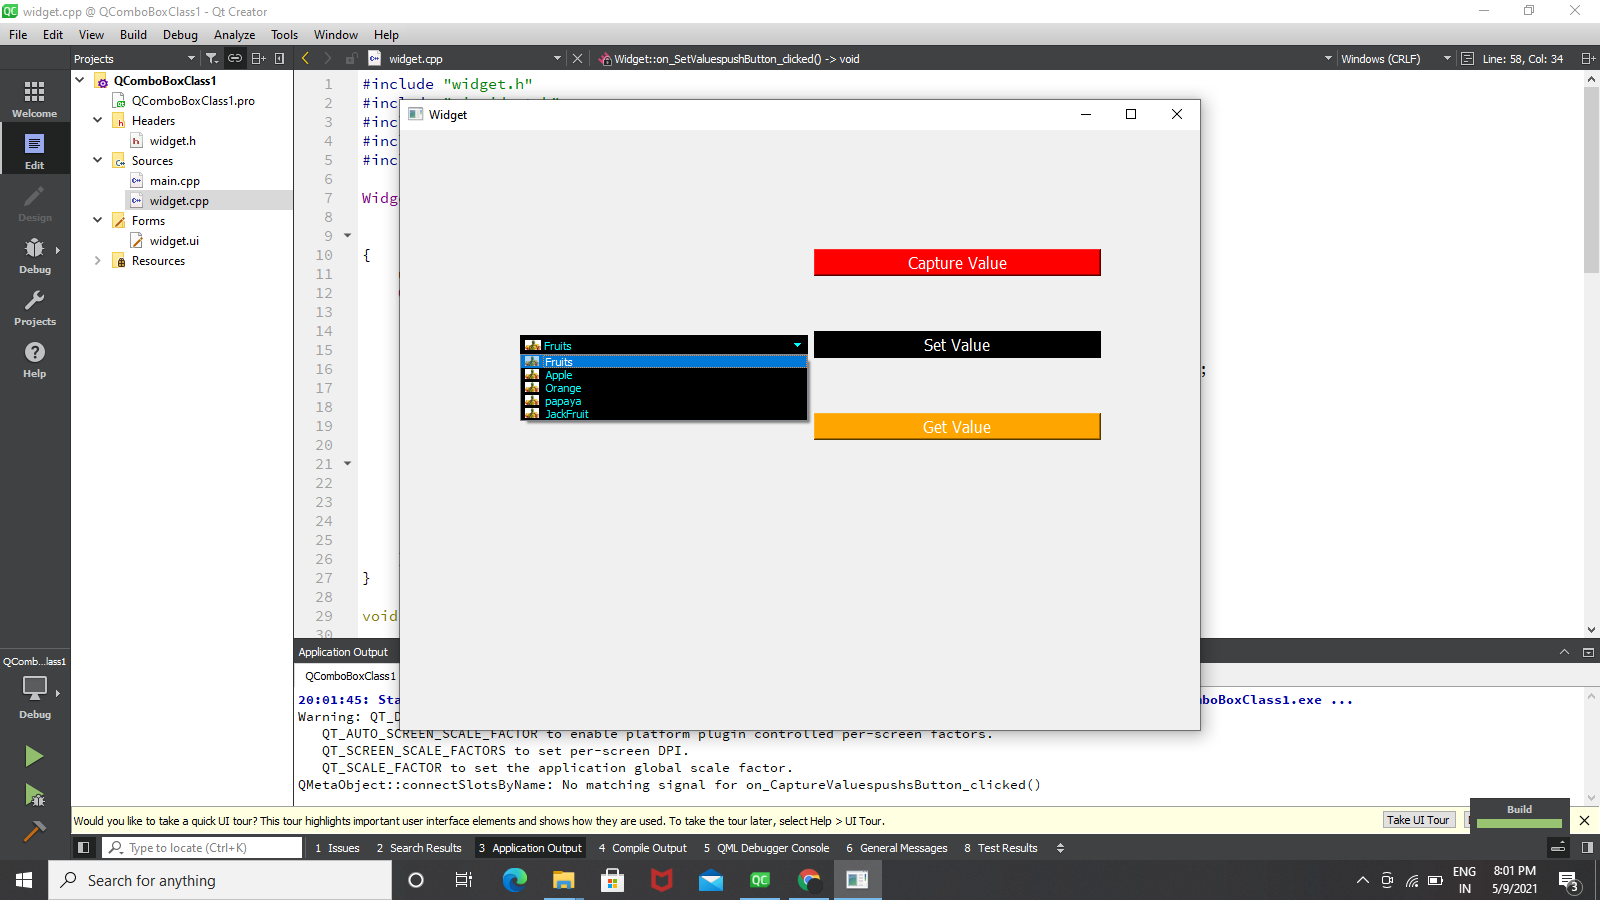 widget.cpp @ QComboBoxClass1 - Qt Creator
File Edit View Build Debug Analyze Tools Window Help
Projects
widget.cpp
Widget::on_SetValuespushButton_clicked() -> void
Windows (CRLF)
Line: 58, Col: 34
Welcome
Edit
Design
Debug
Projects
Help
QComb...lass1
Debug
QComboBoxClass1
QComboBoxClass1.pro
Headers
widget.h
Sources
main.cpp
widget.cpp
Forms
widget.ui
Resources
1 #include "widget.h"
2 #inc
3 #inc
4 #inc
5 #inc
6
7 Widg
8
9
10 {
11
12
13
14
15
16 ;
17
18
19
20
21
22
23
24
25
26
27 }
28
29 void
30
Widget
Capture Value
Set Value
Get Value
Fruits
Fruits
Apple
Orange
papaya
JackFruit
Application Output
QComboBoxClass1
20:01:45: Sta boBoxClass1.exe ...
Warning: QT_D
QT_AUTO_SCREEN_SCALE_FACTOR to enable platform plugin controlled per-screen factors.
QT_SCREEN_SCALE_FACTORS to set per-screen DPI.
QT_SCALE_FACTOR to set the application global scale factor.
QMetaObject::connectSlotsByName: No matching signal for on_CaptureValuespushsButton_clicked()
Would you like to take a quick UI tour? This tour highlights important user interface elements and shows how they are used. To take the tour later, select Help > UI Tour.
Take UI Tour
Build
Type to locate (Ctrl+K)
1 Issues 2 Search Results 3 Application Output 4 Compile Output 5 QML Debugger Console 6 General Messages 8 Test Results
Search for anything
ENG
IN
8:01 PM
5/9/2021
3